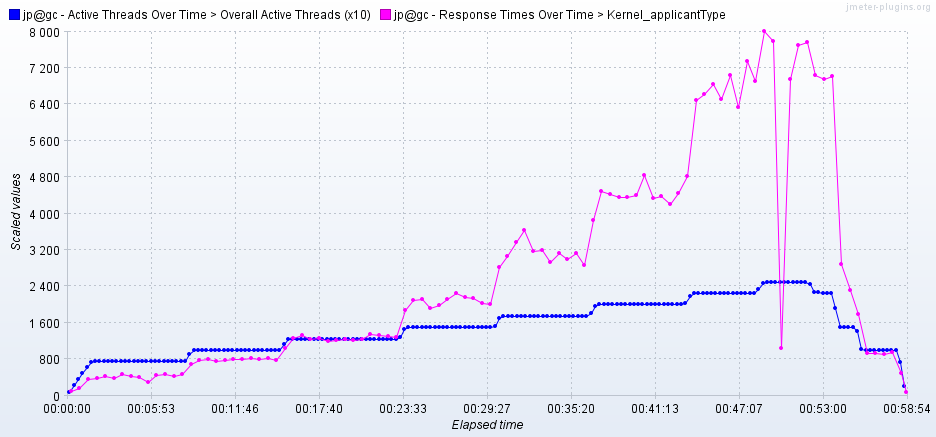 jp@gc - Active Threads Over Time > Overall Active Threads (x10) jp@gc - Response Times Over Time > Kernel_applicantType
jmeter-plugins.org
8 000
7 200
6 400
5 600
4 800
4 000
3 200
2 400
1 600
800
0
Scaled values
00:00:00 00:05:53 00:11:46 00:17:40 00:23:33 00:29:27 00:35:20 00:41:13 00:47:07 00:53:00 00:58:54
Elapsed time